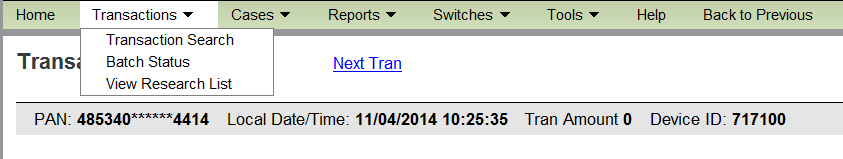 Home Transactions Cases Reports Switches Tools Help Back to Previous
Transaction Search
Batch Status
View Research List
Next Tran
PAN: 485340******4414 Local Date/Time: 11/04/2014 10:25:35 Tran Amount 0 Device ID: 717100